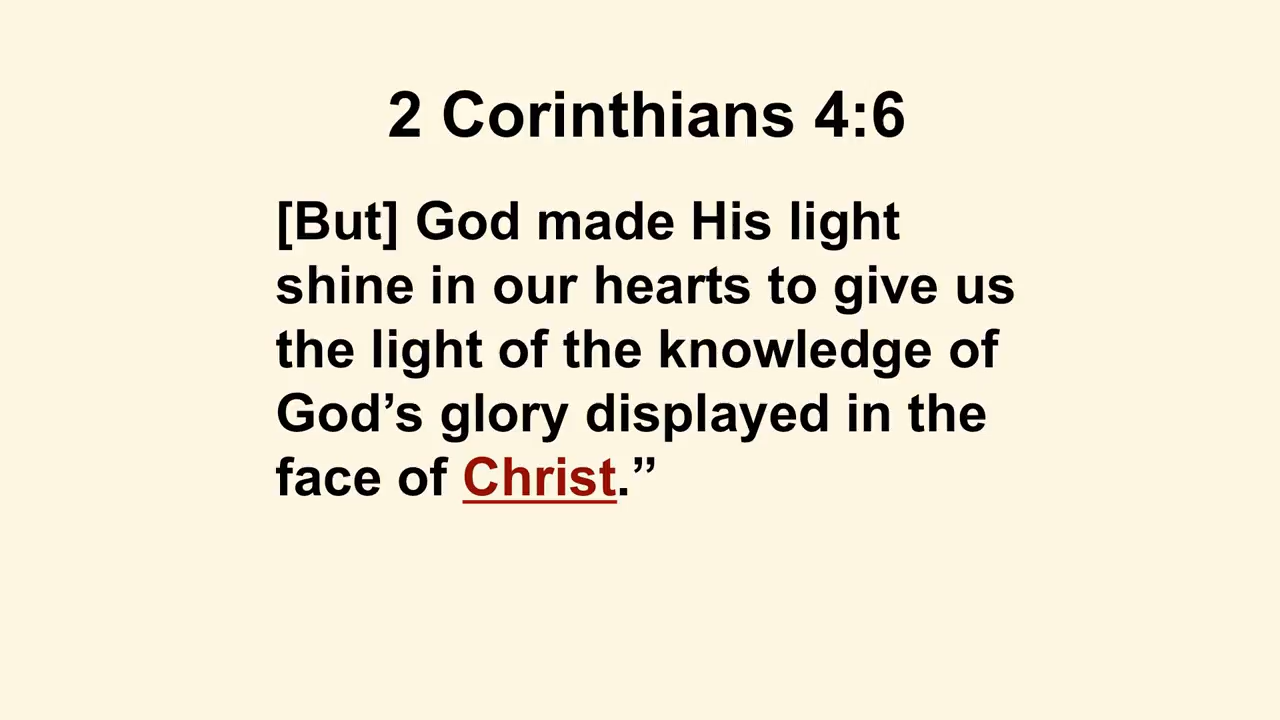 2 Corinthians 4:6
[But] God made His light
shine in our hearts to give us
the light of the knowledge of
God’s glory displayed in the
face of Christ.”